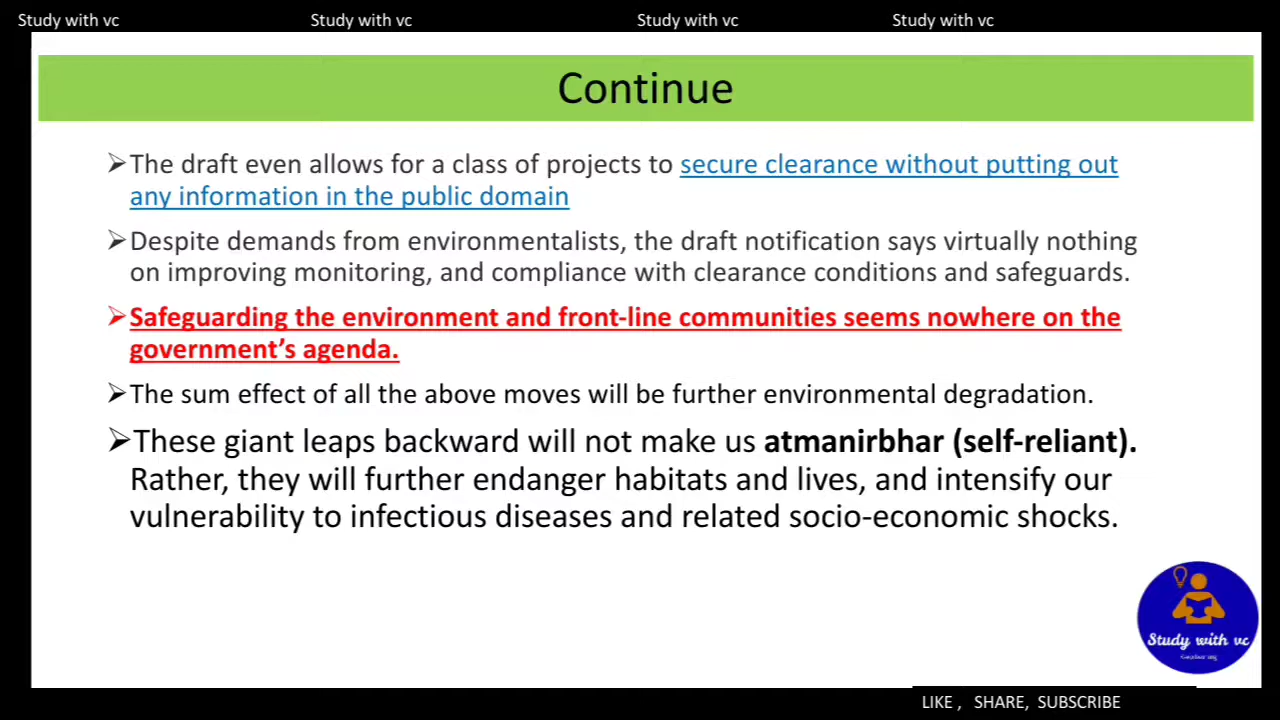 Study with vc Study with vc Study with vc Study with vc
Continue
➢The draft even allows for a class of projects to secure clearance without putting out
any information in the public domain
➢Despite demands from environmentalists, the draft notification says virtually nothing
on improving monitoring, and compliance with clearance conditions and safeguards.
➢Safeguarding the environment and front-line communities seems nowhere on the
government’s agenda.
➢The sum effect of all the above moves will be further environmental degradation.
➢These giant leaps backward will not make us atmanirbhar (self-reliant).
Rather, they will further endanger habitats and lives, and intensify our
vulnerability to infectious diseases and related socio-economic shocks.
Study with vc
LIKE , SHARE, SUBSCRIBE